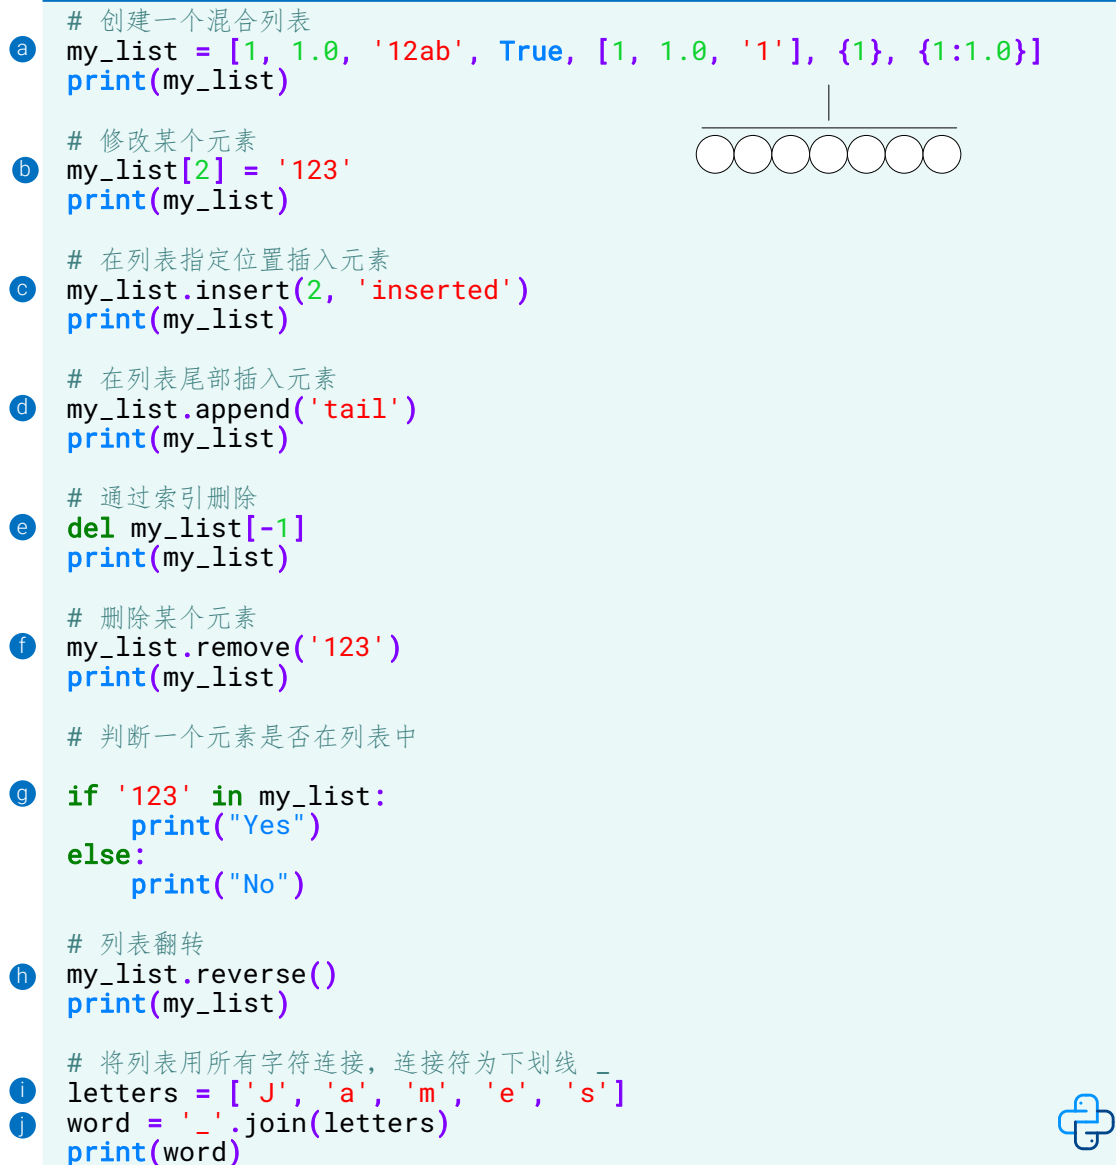 # 创建一个混合列表
a my_list = [1, 1.0, '12ab', True, [1, 1.0, '1'], {1}, {1:1.0}]
print(my_list)
# 修改某个元素
b my_list[2] = '123'
print(my_list)
# 在列表指定位置插入元素
c my_list.insert(2, 'inserted')
print(my_list)
# 在列表尾部插入元素
d my_list.append('tail')
print(my_list)
# 通过索引删除
e del my_list[-1]
print(my_list)
# 删除某个元素
f my_list.remove('123')
print(my_list)
# 判断一个元素是否在列表中
g if '123' in my_list:
    print("Yes")
else:
    print("No")
# 列表翻转
h my_list.reverse()
print(my_list)
# 将列表用所有字符连接，连接符为下划线 _
i letters = ['J', 'a', 'm', 'e', 's']
j word = '_'.join(letters)
print(word)